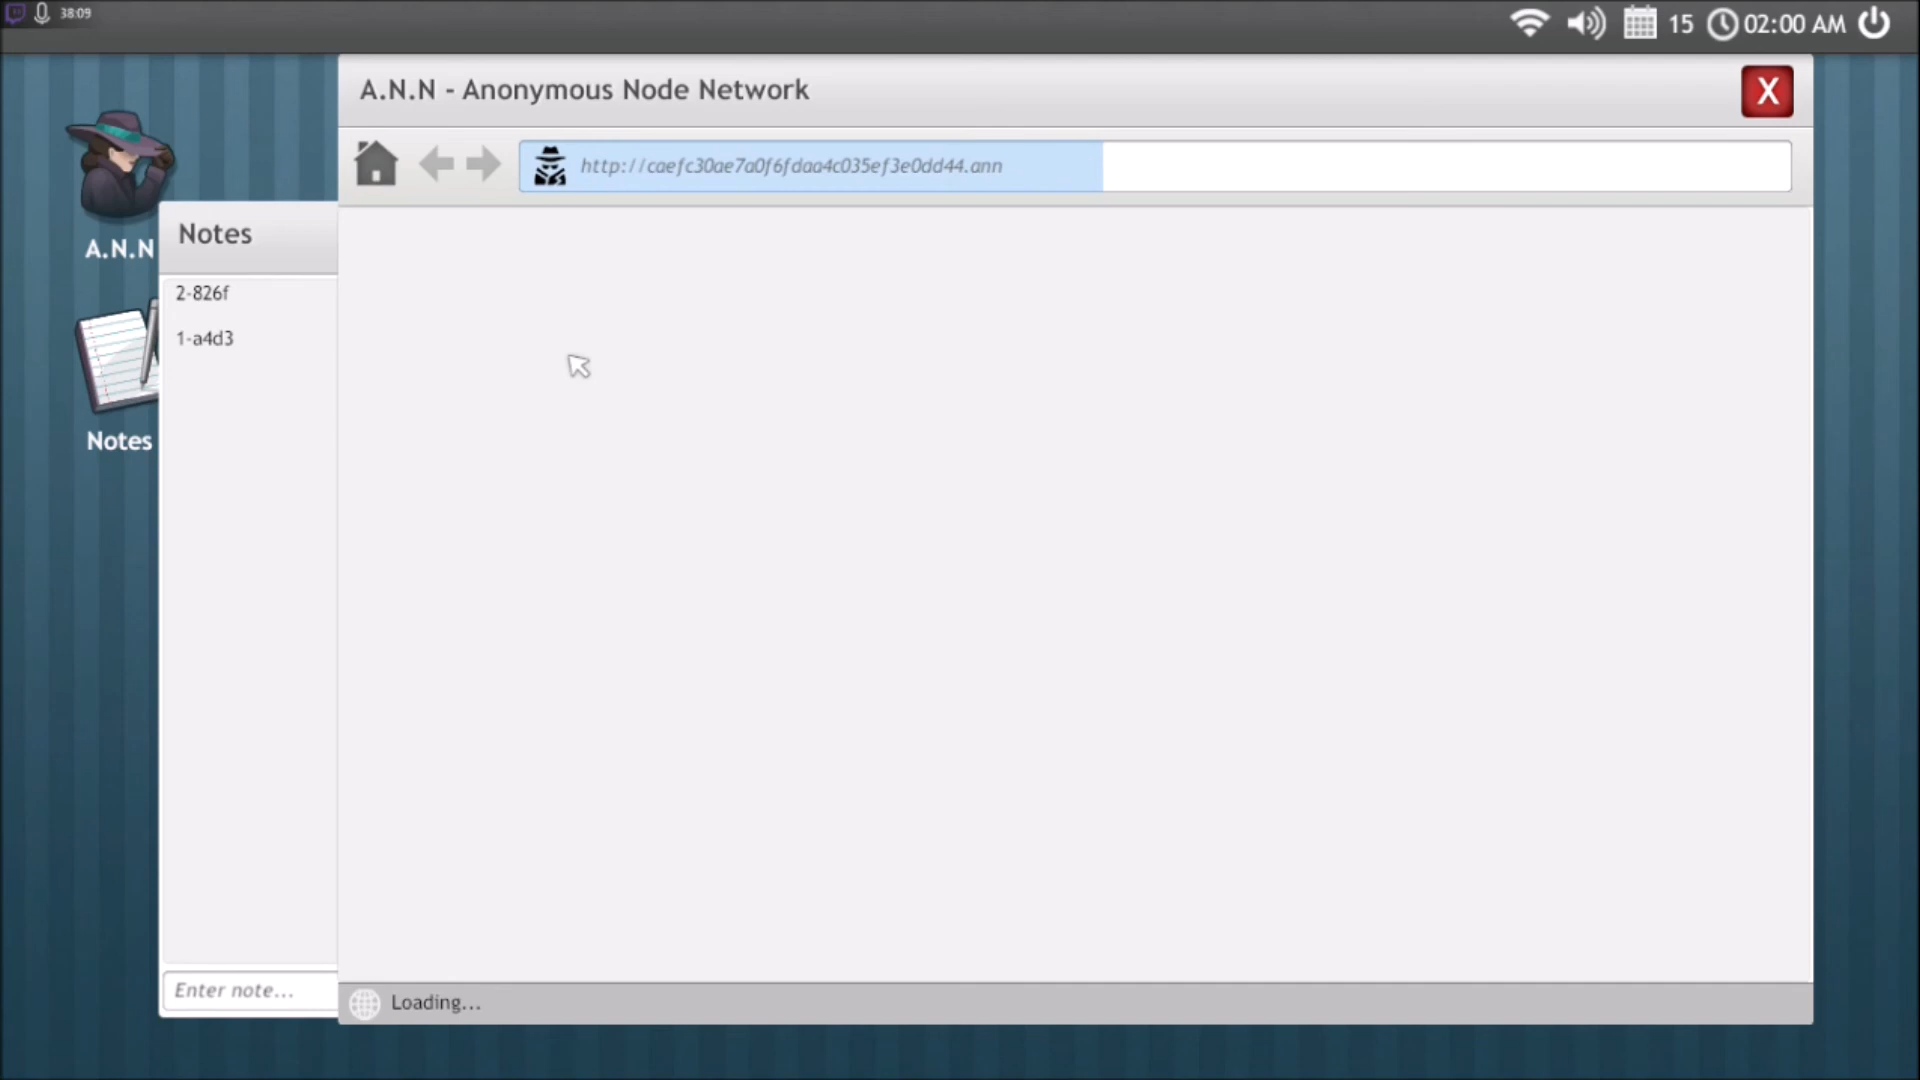 38:09
15
02:00 AM
A.N.N - Anonymous Node Network
X
http://caefc30ae7a0f6fdaa4c035ef3e0dd44.ann
A.N.N
Notes
2-826f
1-a4d3
Notes
Enter note...
Loading...